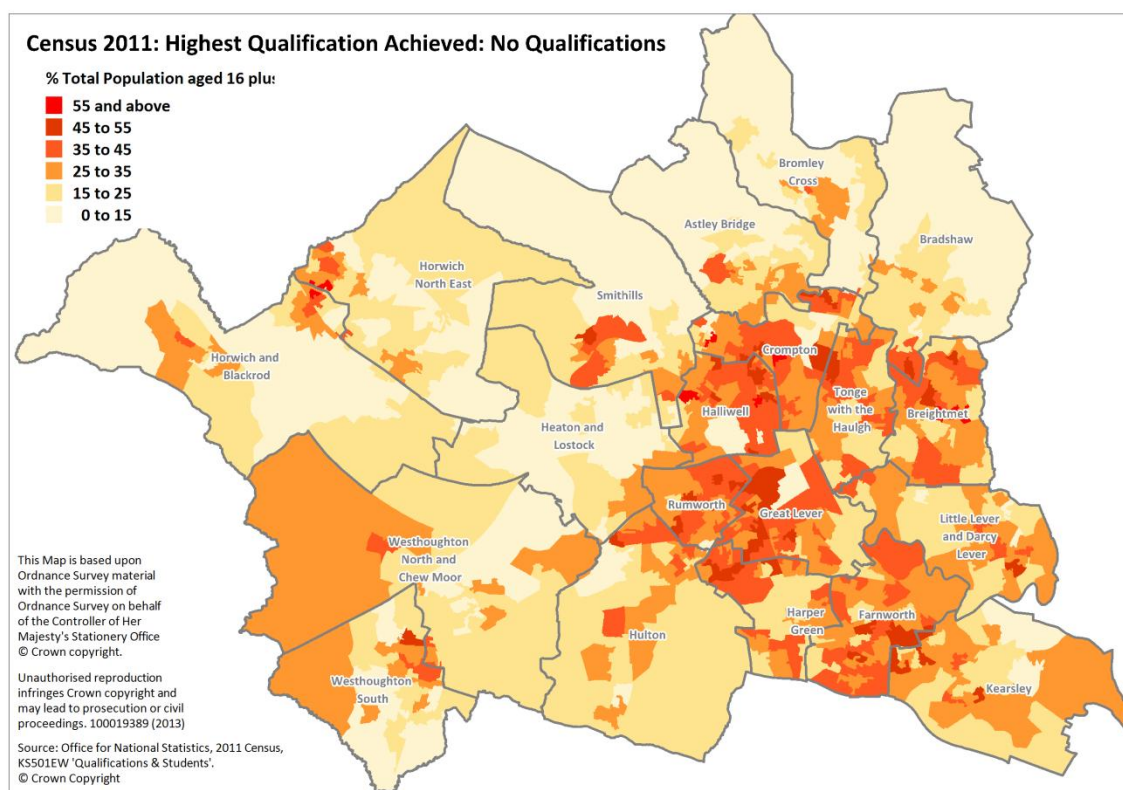 Census 2011: Highest Qualification Achieved: No Qualifications
% Total Population aged 16 plus
55 and above
45 to 55
35 to 45
25 to 35
15 to 25
0 to 15
Bromley
Cross
Astley Bridge
Bradshaw
Horwich
North East
Smithills
Horwich and
Blackrod
Crompton
Tonge
with the
Haulgh
Halliwell
Breightmet
Heaton and
Lostock
Rumworth
Great Lever
Little Lever
and Darcy
Lever
Westhoughton
North and
Chew Moor
Harper
Green
Farnworth
Hulton
Westhoughton
South
Kearsley
This Map is based upon
Ordnance Survey material
with the permission of
Ordnance Survey on behalf
of the Controller of Her
Majesty's Stationery Office
© Crown copyright.
Unauthorised reproduction
infringes Crown copyright and
may lead to prosecution or civil
proceedings. 100019389 (2013)
Source: Office for National Statistics, 2011 Census,
KS501EW 'Qualifications & Students'.
© Crown Copyright